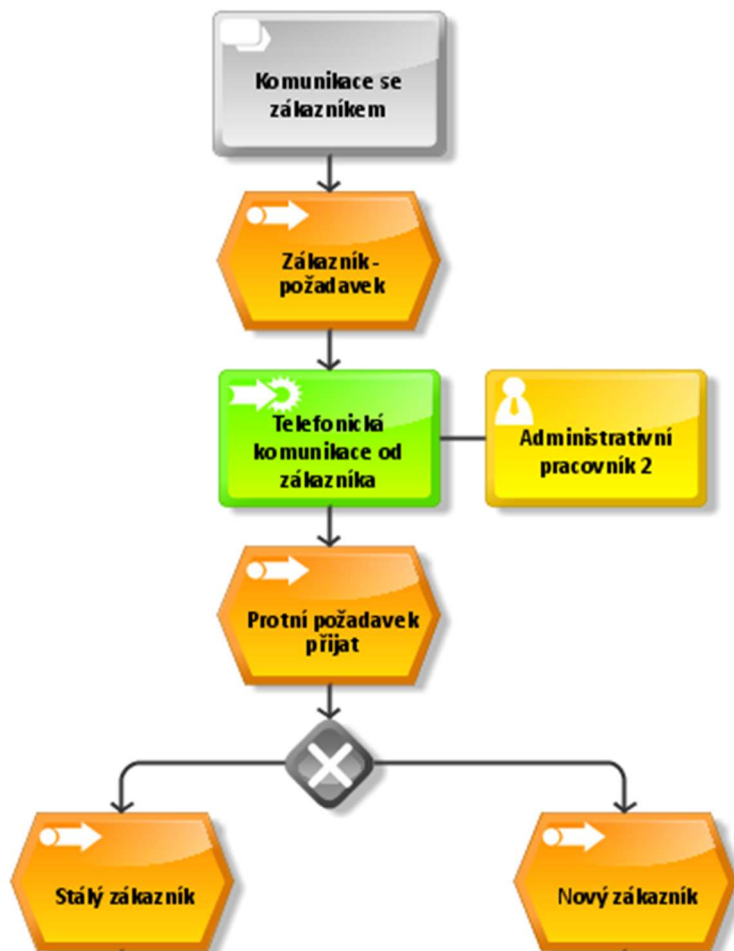 Komunikace se
zákazníkem
Zákazník-
požadavek
Telefonická
komunikace od
zákazníka
Administrativní
pracovník 2
Protní požadavek
přijat
Stálý zákazník
Nový zákazník